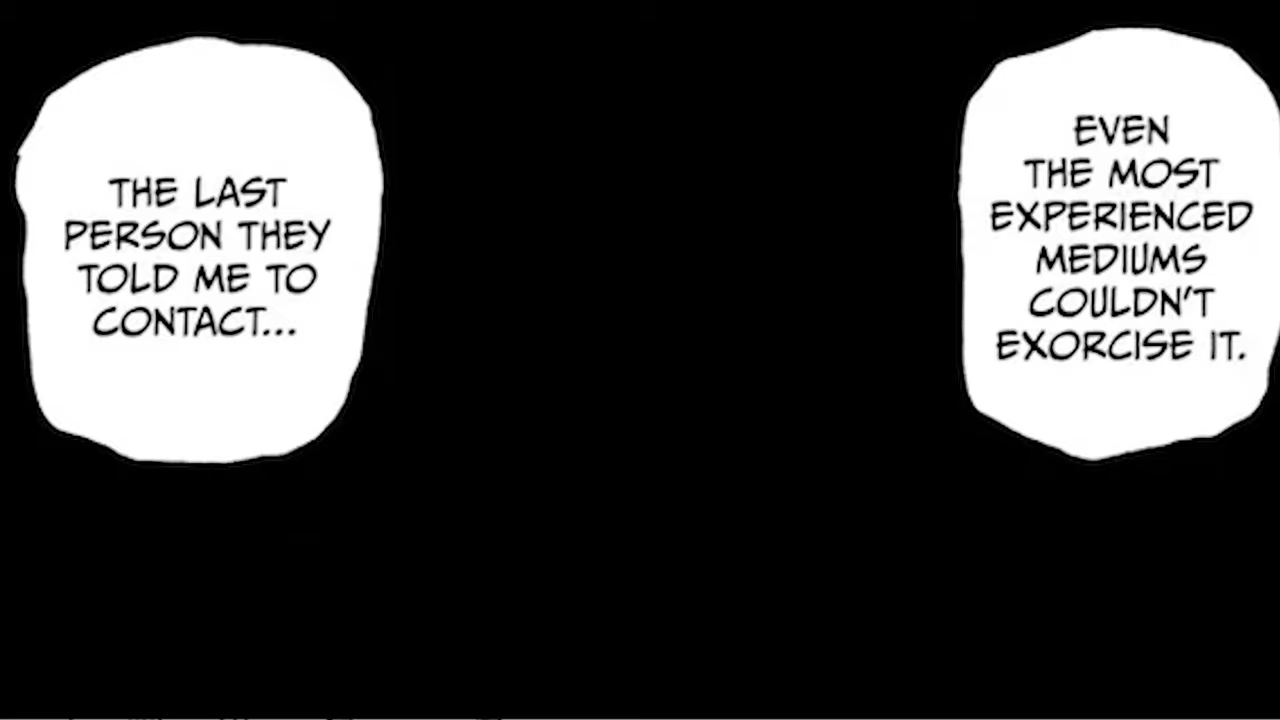 EVEN
THE MOST
EXPERIENCED
MEDIUMS
COULDN'T
EXORCISE IT.
THE LAST
PERSON THEY
TOLD ME TO
CONTACT...